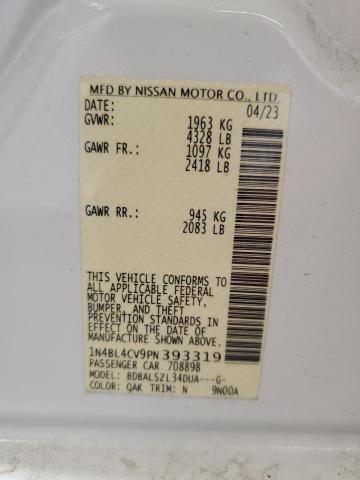 MFD BY NISSAN MOTOR CO., LTD.
DATE: 04/23
GVWR: 1963 KG
4328 LB
GAWR FR.: 1097 KG
2418 LB
GAWR RR.: 945 KG
2083 LB
THIS VEHICLE CONFORMS TO
ALL APPLICABLE FEDERAL
MOTOR VEHICLE SAFETY,
BUMPER, AND THEFT
PREVENTION STANDARDS
IN EFFECT ON THE DATE OF
MANUFACTURE SHOWN ABOVE.
1N4BL4CV9PN393319
PASSENGER CAR 708898
MODEL: BDBALSZL34DUA---G-
COLOR: QAK TRIM: N 9N00A